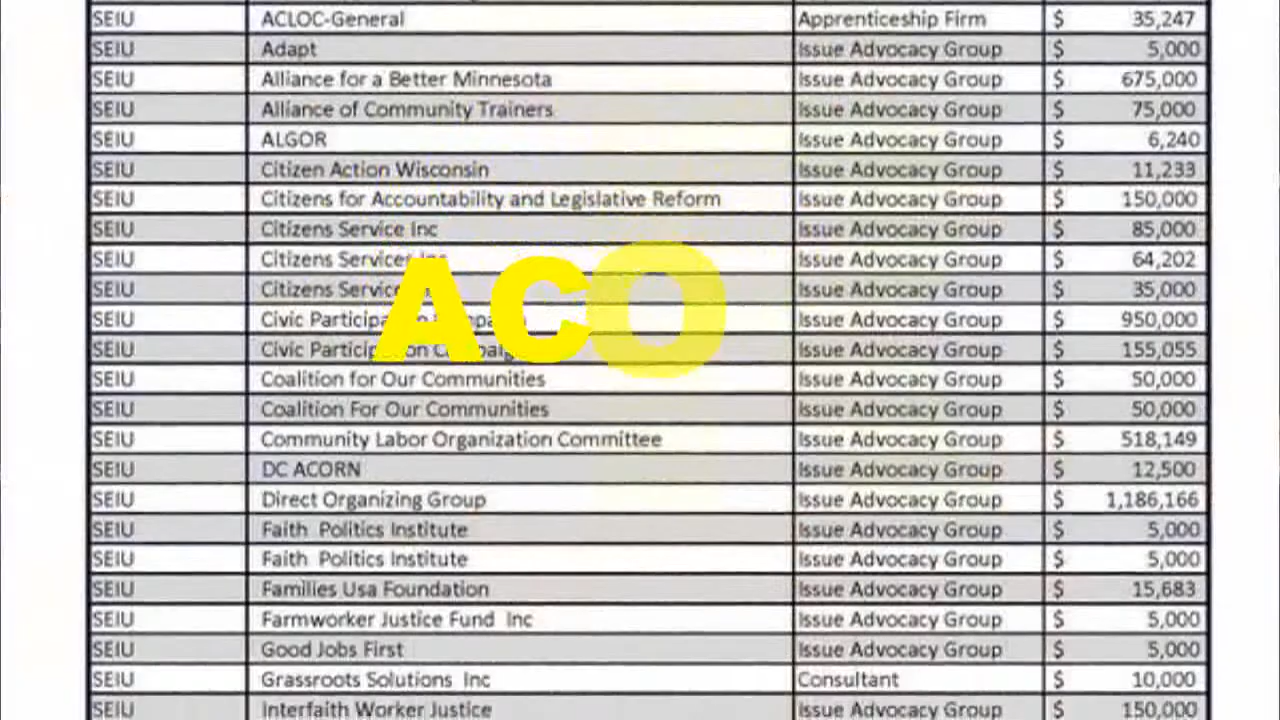 SEIU ACLOC-General Apprenticeship Firm $ 35,247
SEIU Adapt Issue Advocacy Group $ 5,000
SEIU Alliance for a Better Minnesota Issue Advocacy Group $ 675,000
SEIU Alliance of Community Trainers Issue Advocacy Group $ 75,000
SEIU ALGOR Issue Advocacy Group $ 6,240
SEIU Citizen Action Wisconsin Issue Advocacy Group $ 11,233
SEIU Citizens for Accountability and Legislative Reform Issue Advocacy Group $ 150,000
SEIU Citizens Service Inc Issue Advocacy Group $ 85,000
SEIU Citizens Services Inc Issue Advocacy Group $ 64,202
SEIU Citizens Issue Advocacy Group $ 35,000
ACO
SEIU Civic Issue Advocacy Group $ 950,000
SEIU Civic Participation Issue Advocacy Group $ 155,055
SEIU Coalition for Our Communities Issue Advocacy Group $ 50,000
SEIU Coalition For Our Communities Issue Advocacy Group $ 50,000
SEIU Community Labor Organization Committee Issue Advocacy Group $ 518,149
SEIU DC ACORN Issue Advocacy Group $ 12,500
SEIU Direct Organizing Group Issue Advocacy Group $ 1,186,166
SEIU Faith Politics Institute Issue Advocacy Group $ 5,000
SEIU Faith Politics Institute Issue Advocacy Group $ 5,000
SEIU Families Usa Foundation Issue Advocacy Group $ 15,683
SEIU Farmworker Justice Fund Inc Issue Advocacy Group $ 5,000
SEIU Good Jobs First Issue Advocacy Group $ 5,000
SEIU Grassroots Solutions Inc Consultant $ 10,000
SEIU Interfaith Worker Justice Issue Advocacy Group $ 150,000